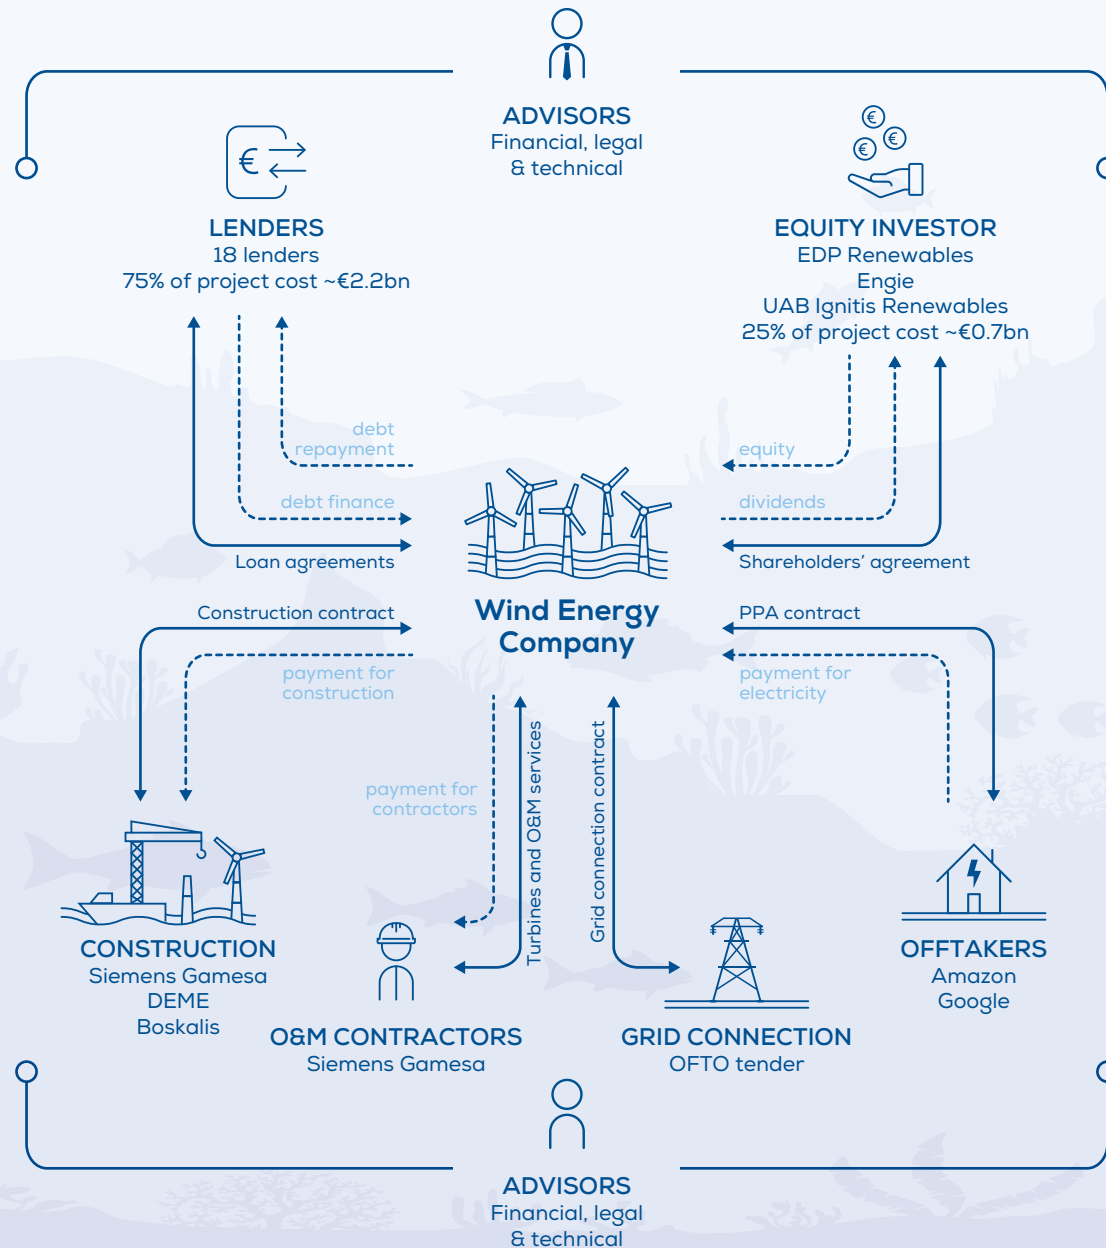 ADVISORS
Financial, legal
& technical
€
€
€
€
LENDERS
18 lenders
75% of project cost ~€2.2bn
EQUITY INVESTOR
EDP Renewables
Engie
UAB Ignitis Renewables
25% of project cost ~€0.7bn
debt
repayment
debt finance
Loan agreements
equity
dividends
Shareholders’ agreement
Wind Energy
Company
Construction contract
payment for
construction
PPA contract
payment for
electricity
payment for
contractors
Turbines and O&M services
Grid connection contract
CONSTRUCTION
Siemens Gamesa
DEME
Boskalis
O&M CONTRACTORS
Siemens Gamesa
GRID CONNECTION
OFTO tender
OFFTAKERS
Amazon
Google
ADVISORS
Financial, legal
& technical